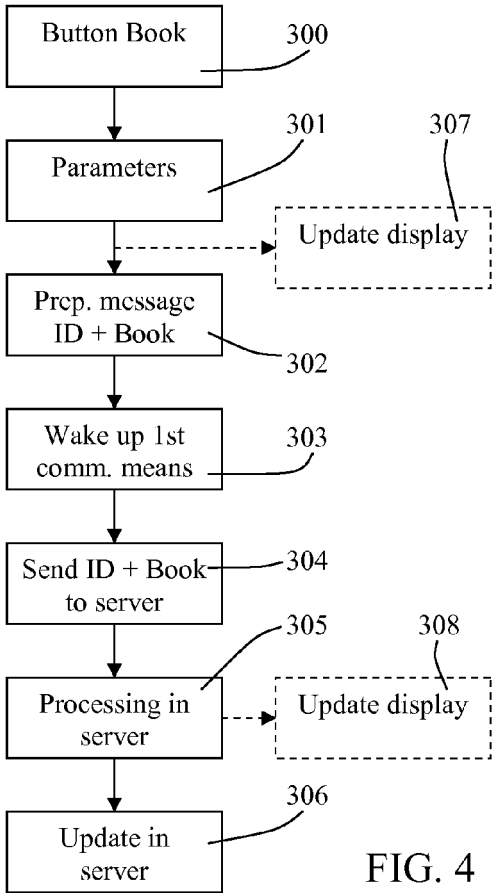 Button Book
300
301
307
Parameters
Update display
Prep. message
ID + Book
302
Wake up 1st
comm. means
303
Send ID + Book
to server
304
305
308
Processing in
server
Update display
306
Update in
server
FIG. 4